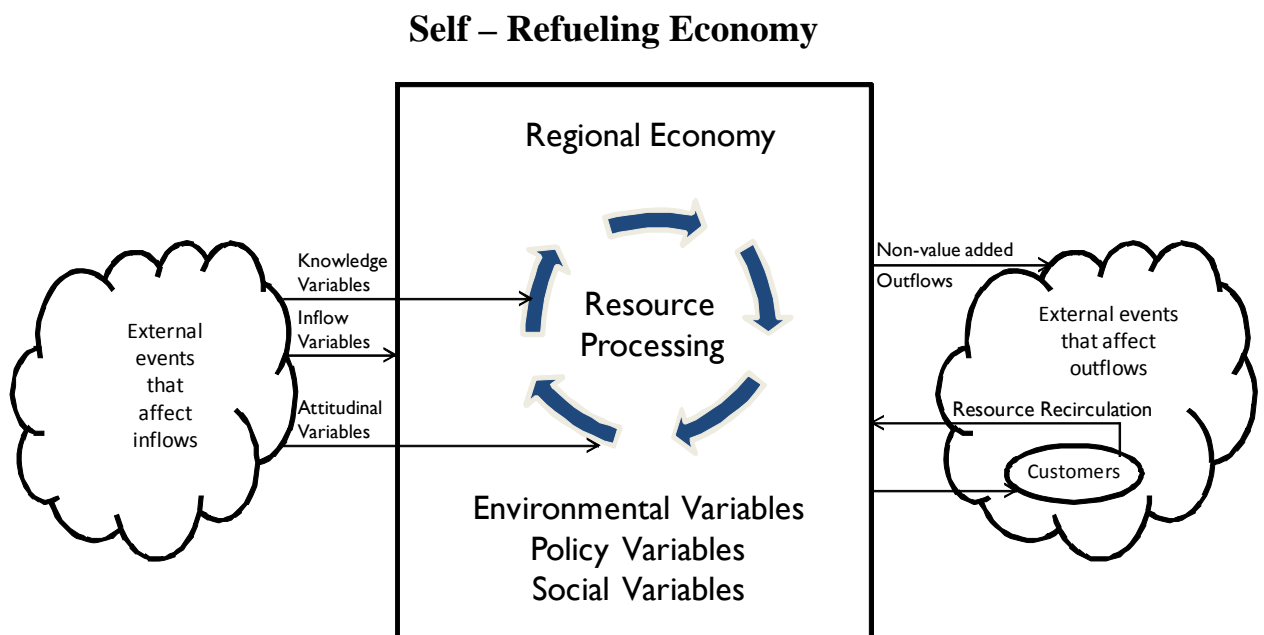 Self – Refueling Economy
Regional Economy
Knowledge
Variables
Inflow
Variables
Attitudinal
Variables
External
events
that
affect
inflows
Resource
Processing
Environmental Variables
Policy Variables
Social Variables
Non-value added
Outflows
External events
that affect
outflows
Resource Recirculation
Customers